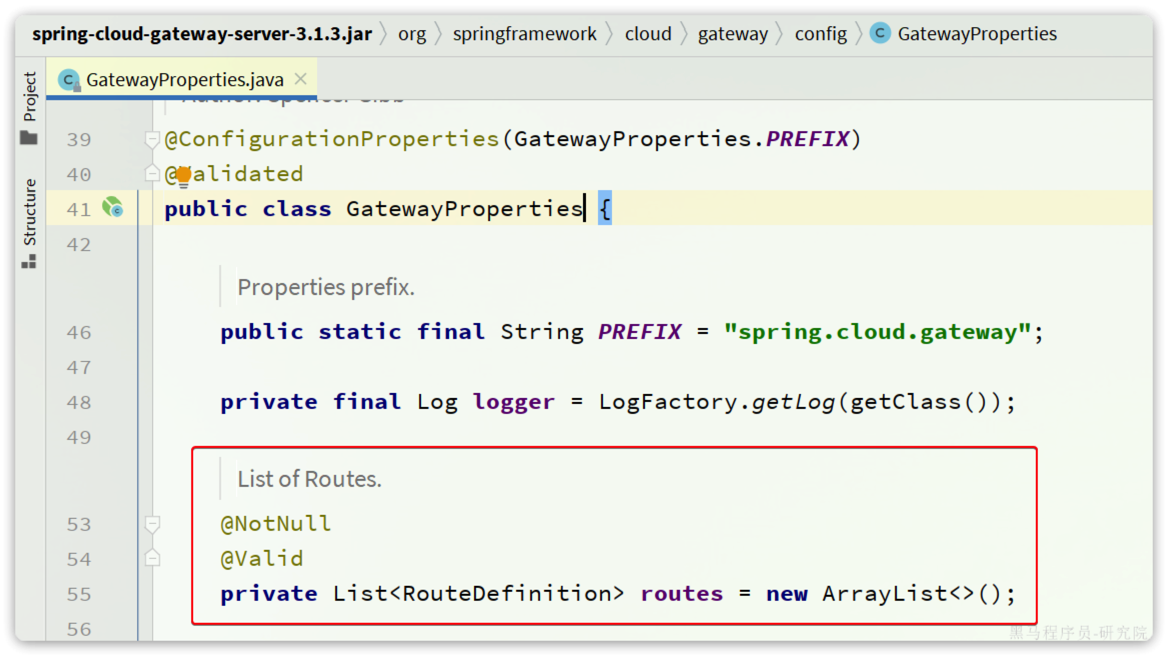 spring-cloud-gateway-server-3.1.3.jar 〉 org 〉 springframework 〉 cloud 〉 gateway 〉 config 〉 C GatewayProperties
Project
Structure
C GatewayProperties.java ×
Author: Spencer Gibb
39 @ConfigurationProperties(GatewayProperties.PREFIX)
40 @Validated
41 public class GatewayProperties {
42
Properties prefix.
46 public static final String PREFIX = "spring.cloud.gateway";
47
48 private final Log logger = LogFactory.getLog(getClass());
49
List of Routes.
53 @NotNull
54 @Valid
55 private List<RouteDefinition> routes = new ArrayList<>();
56
黑马程序员-研究院